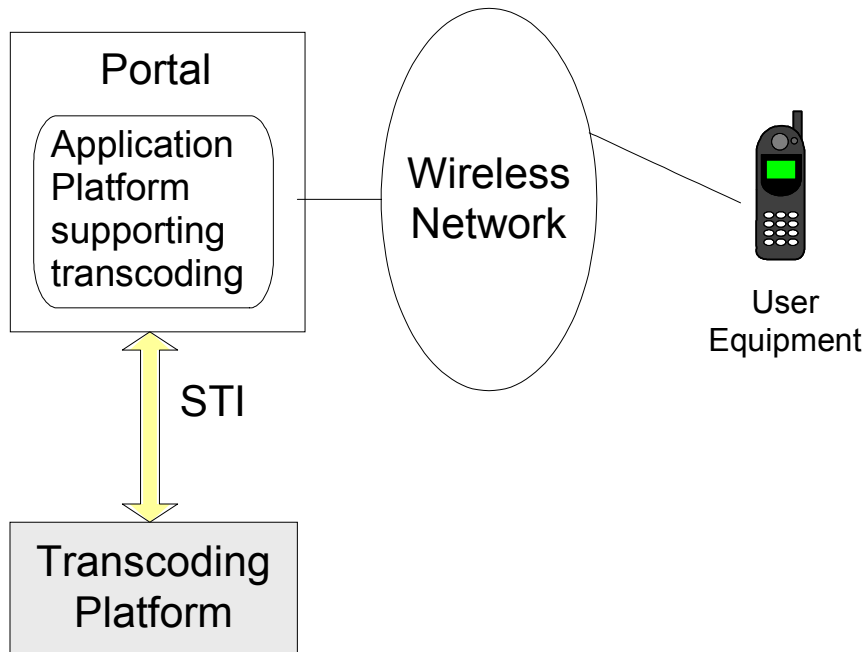 Portal
Application
Platform
supporting
transcoding
Wireless
Network
User
Equipment
STI
Transcoding
Platform